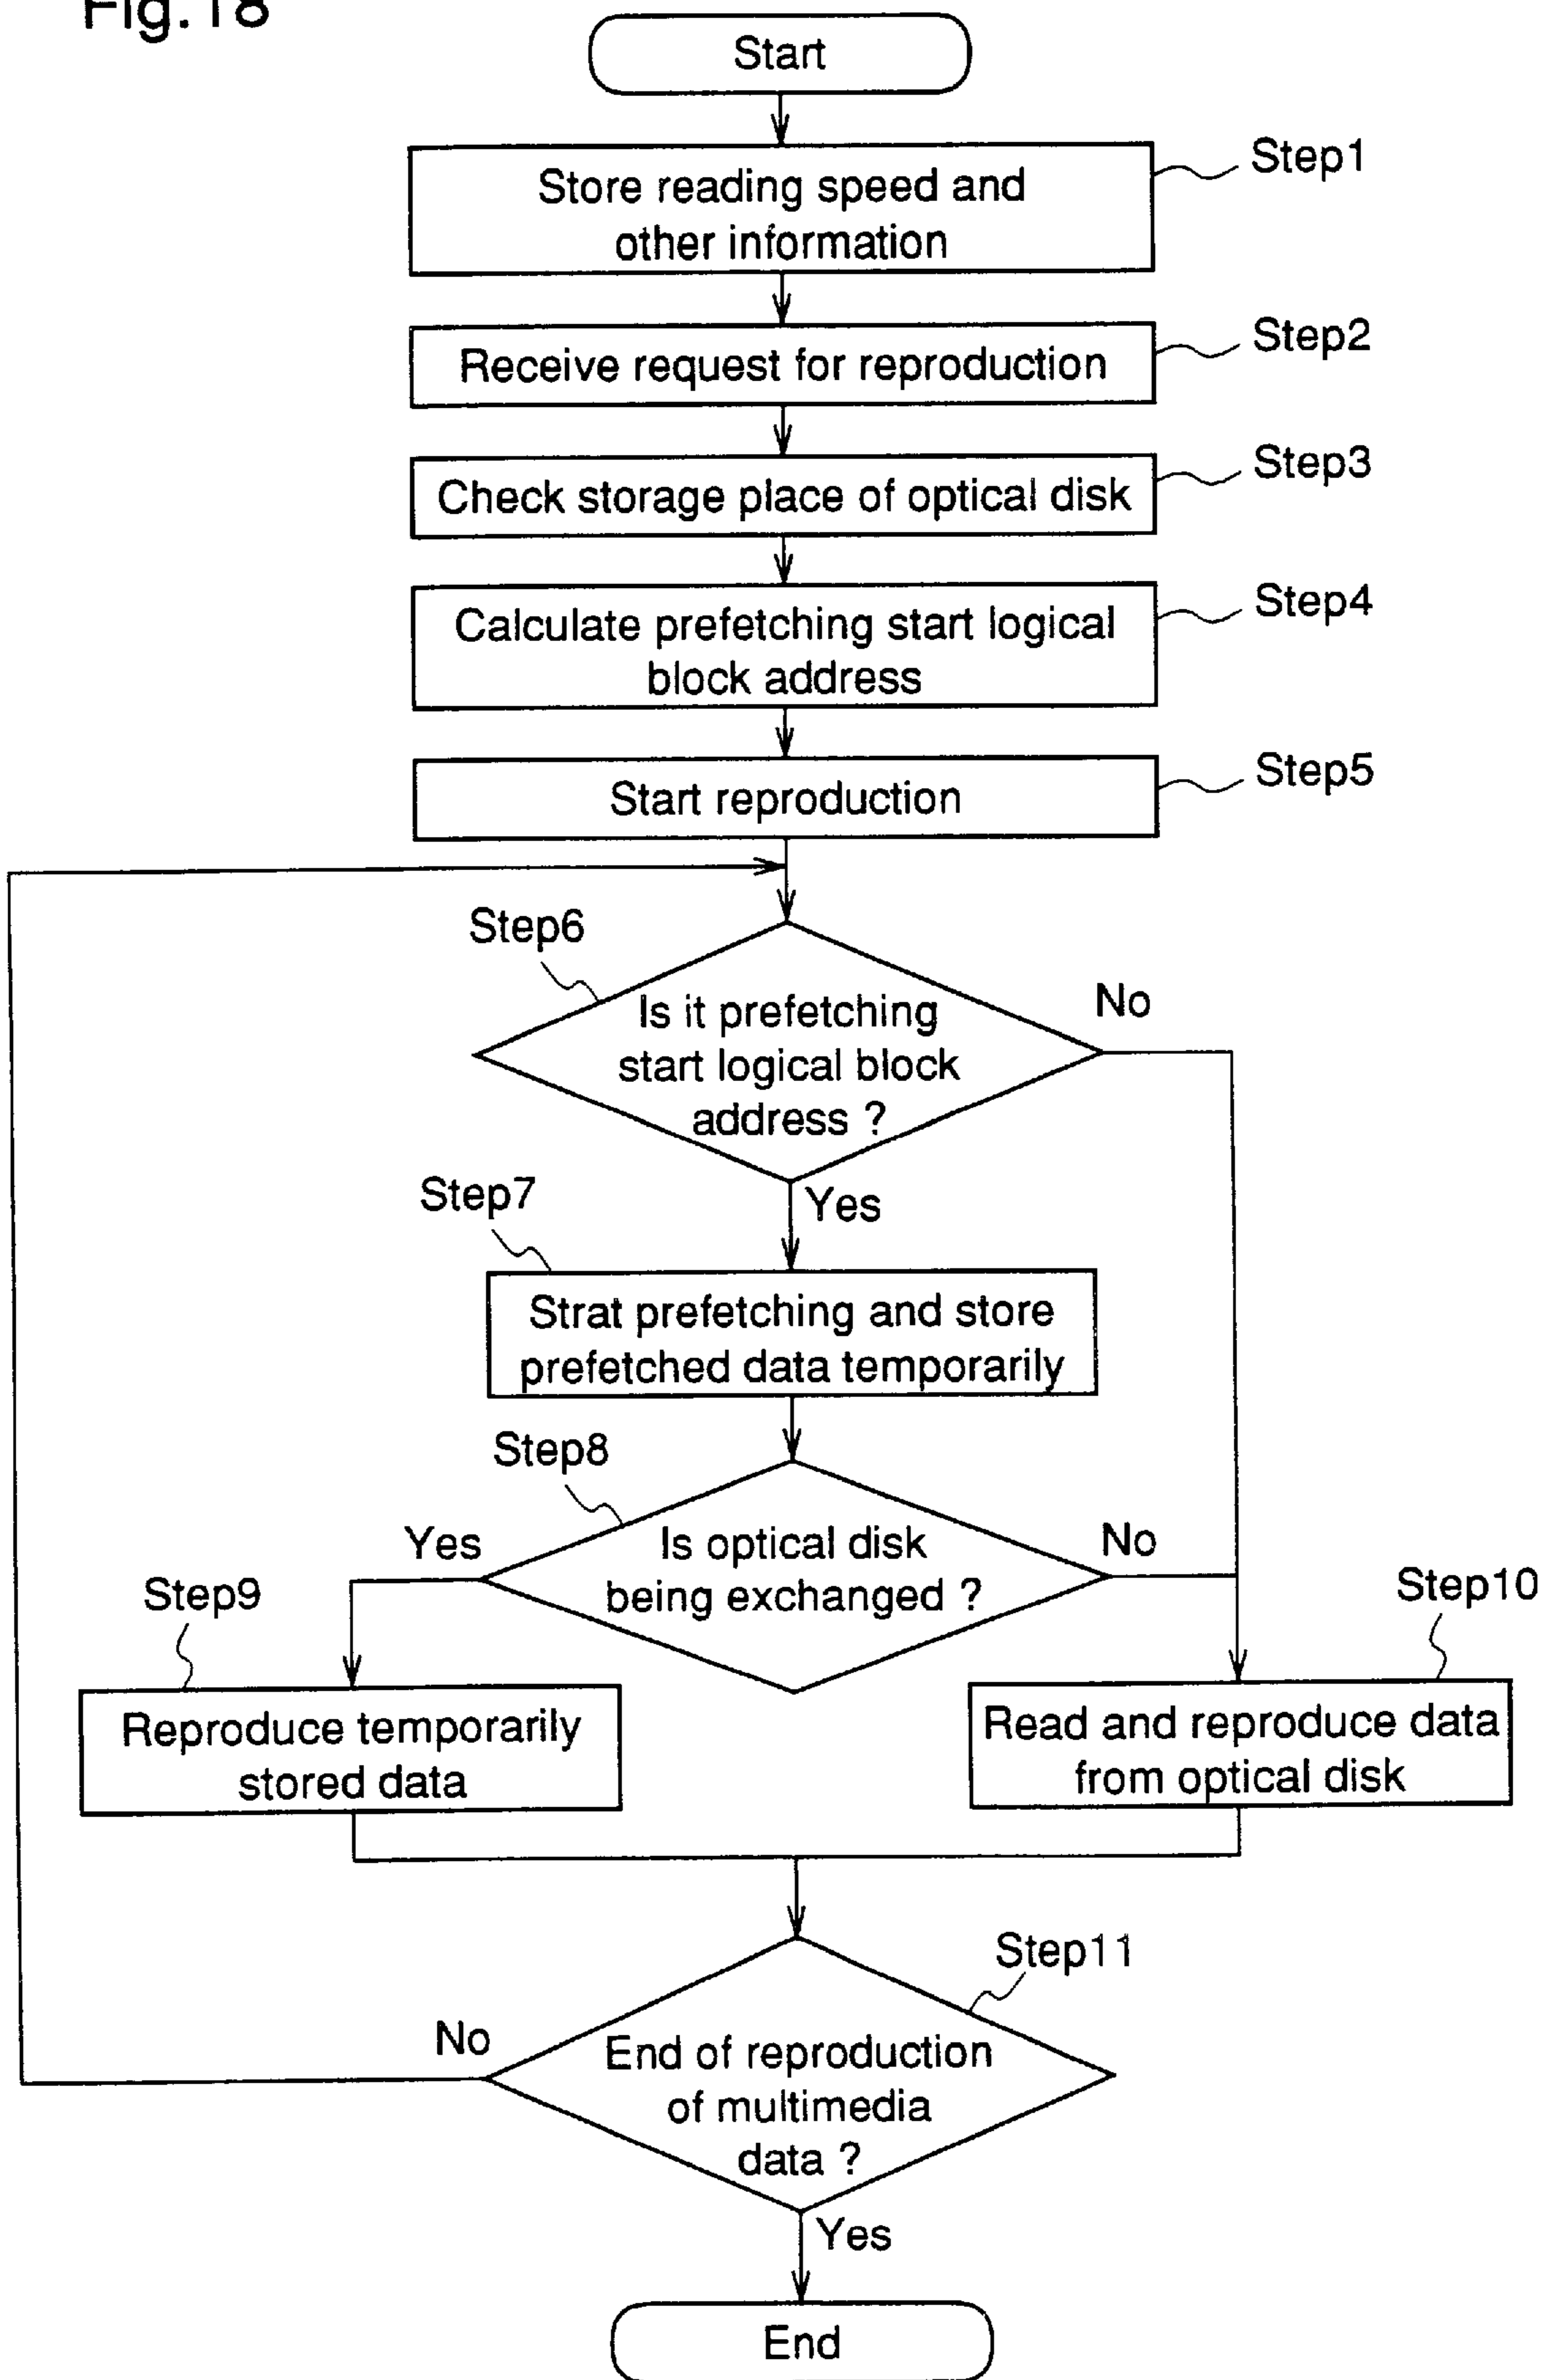 Fig.18
Start
Step1
Store reading speed and
other information
Step2
Receive request for reproduction
Step3
Check storage place of optical disk
Step4
Calculate prefetching start logical
block address
Step5
Start reproduction
Step6
No
Is it prefetching
start logical block
address ?
Yes
Step7
Strat prefetching and store
prefetched data temporarily
Step8
Yes
Is optical disk
being exchanged ?
No
Step9
Step10
Reproduce temporarily
stored data
Read and reproduce data
from optical disk
Step11
No
End of reproduction
of multimedia
data ?
Yes
End